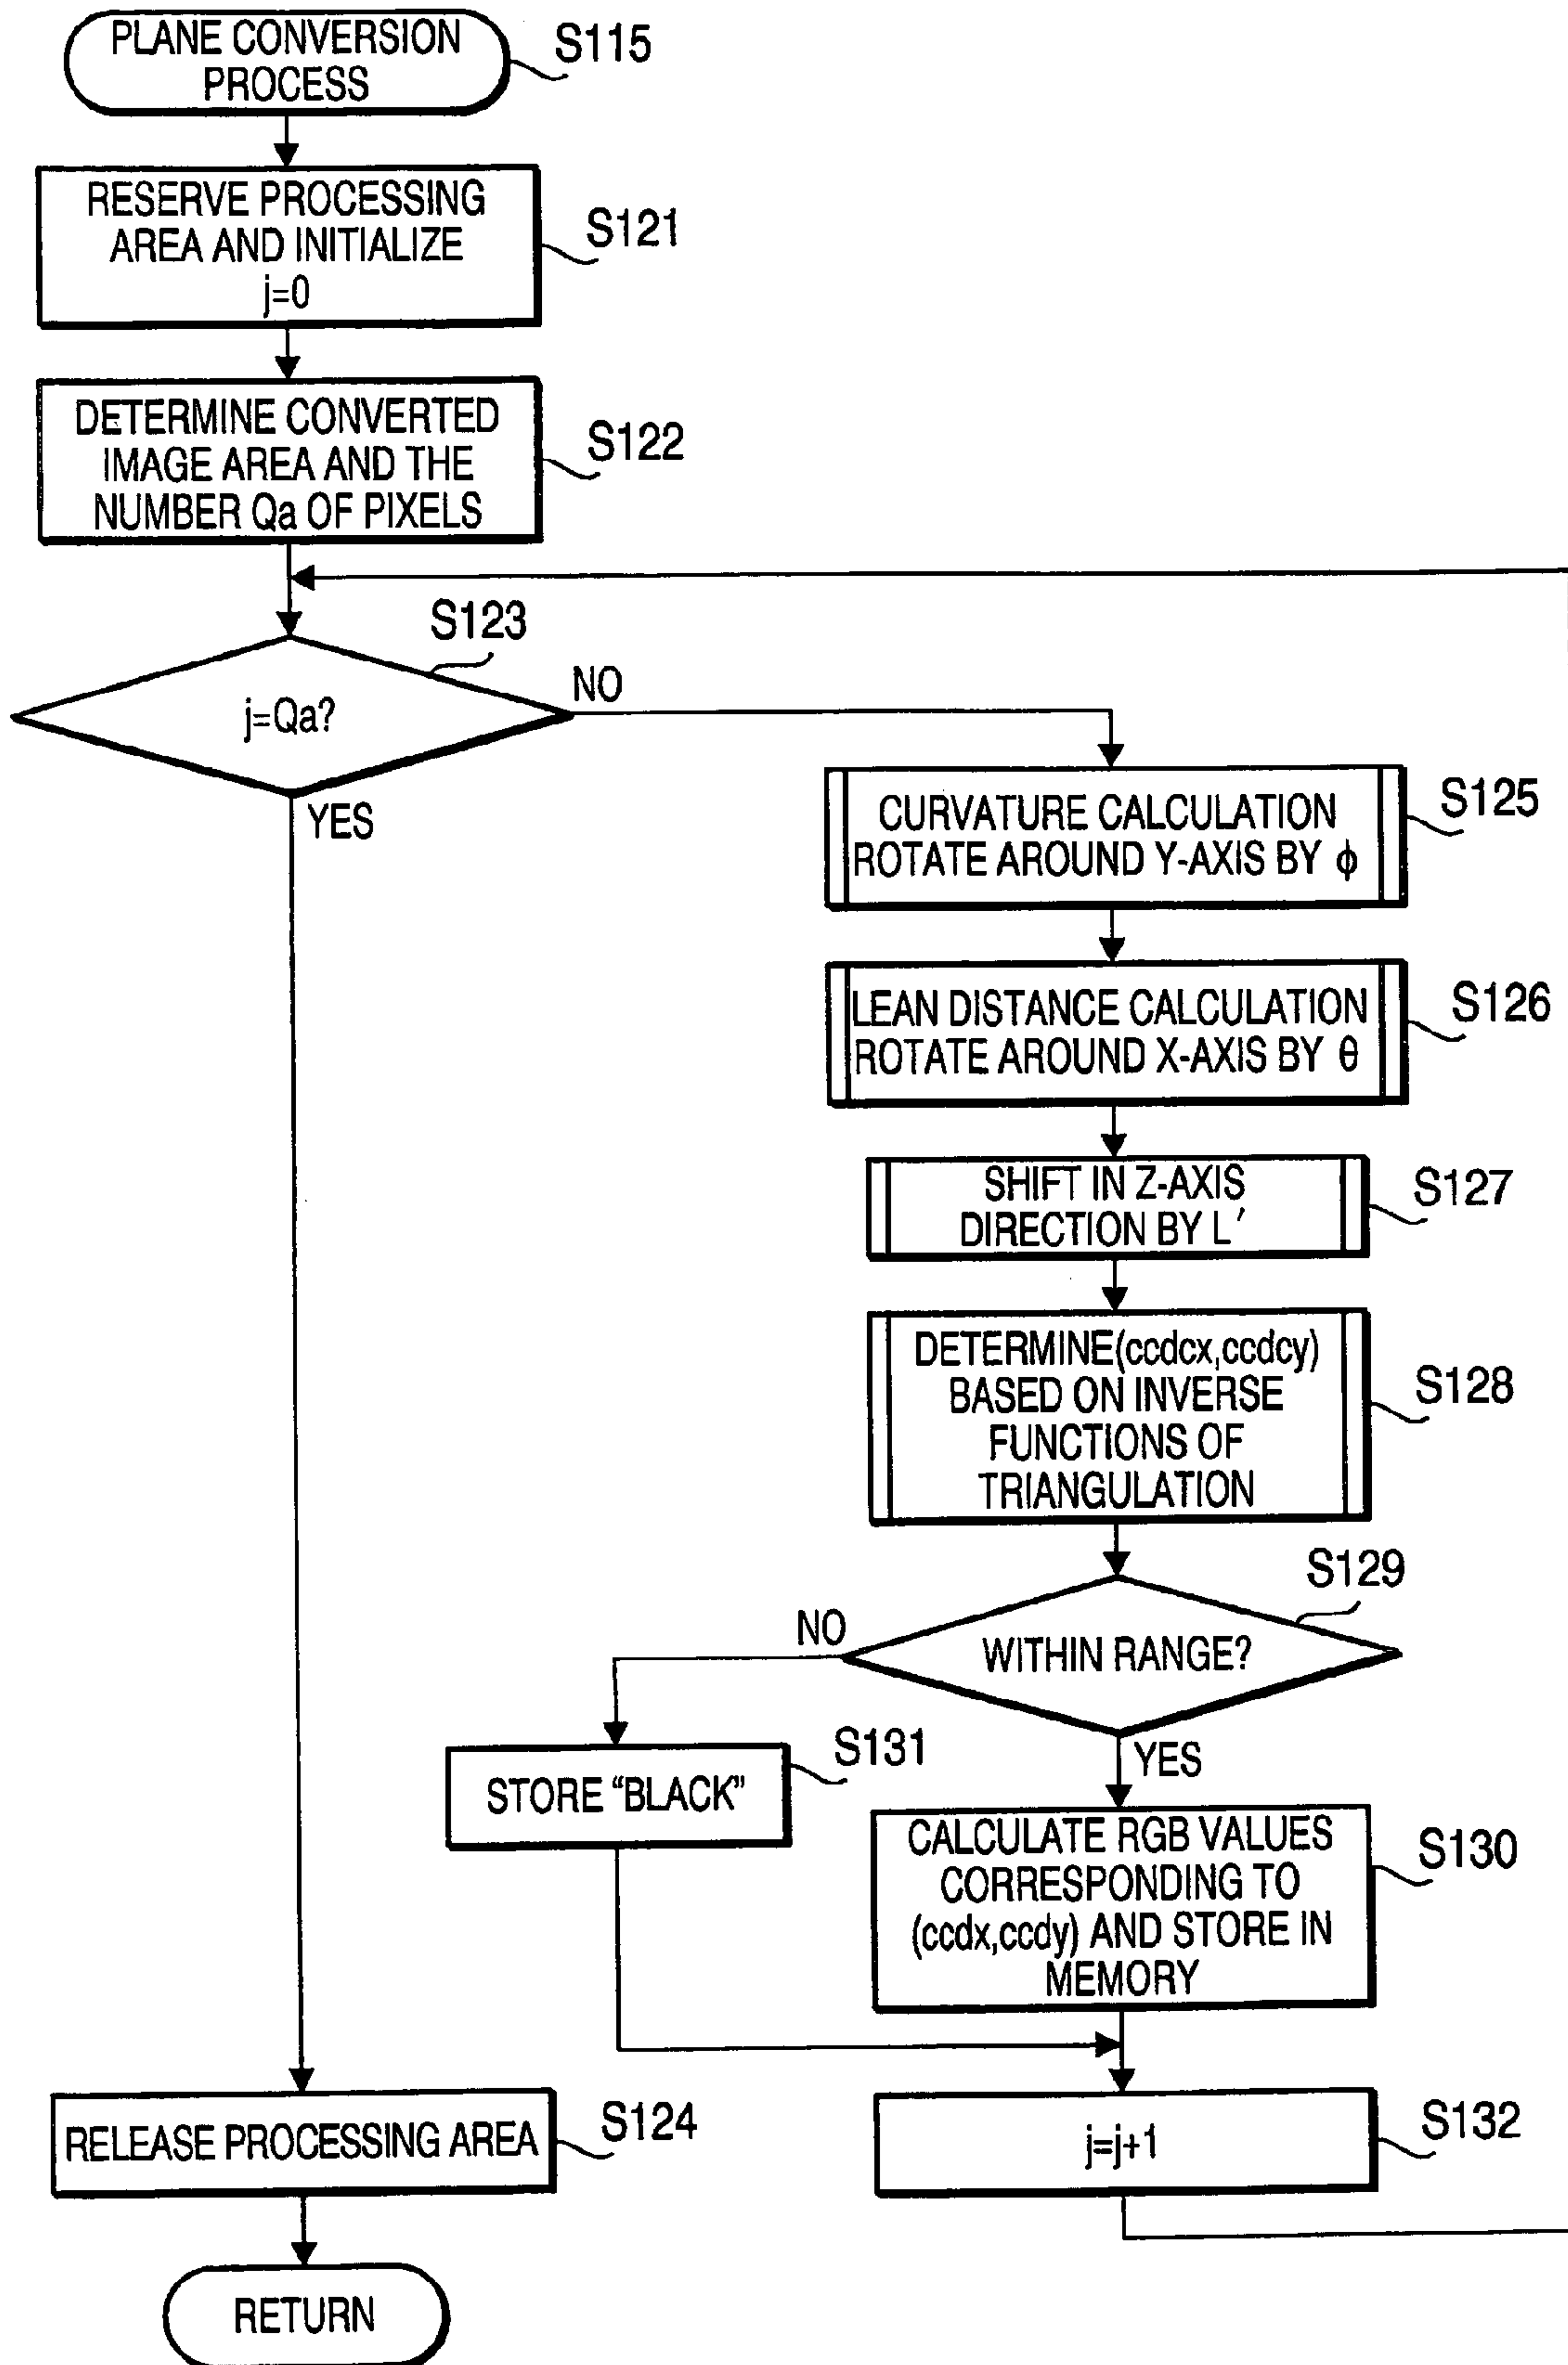 PLANE CONVERSION
PROCESS
S115
RESERVE PROCESSING
AREA AND INITIALIZE
j=0
S121
DETERMINE CONVERTED
IMAGE AREA AND THE
NUMBER Qa OF PIXELS
S122
S123
j=Qa?
NO
YES
CURVATURE CALCULATION
ROTATE AROUND Y-AXIS BY ϕ
S125
LEAN DISTANCE CALCULATION
ROTATE AROUND X-AXIS BY θ
S126
SHIFT IN Z-AXIS
DIRECTION BY L′
S127
DETERMINE(ccdcx,ccdcy)
BASED ON INVERSE
FUNCTIONS OF
TRIANGULATION
S128
S129
WITHIN RANGE?
NO
YES
STORE “BLACK”
S131
CALCULATE RGB VALUES
CORRESPONDING TO
(ccdx,ccdy) AND STORE IN
MEMORY
S130
RELEASE PROCESSING AREA
S124
j=j+1
S132
RETURN